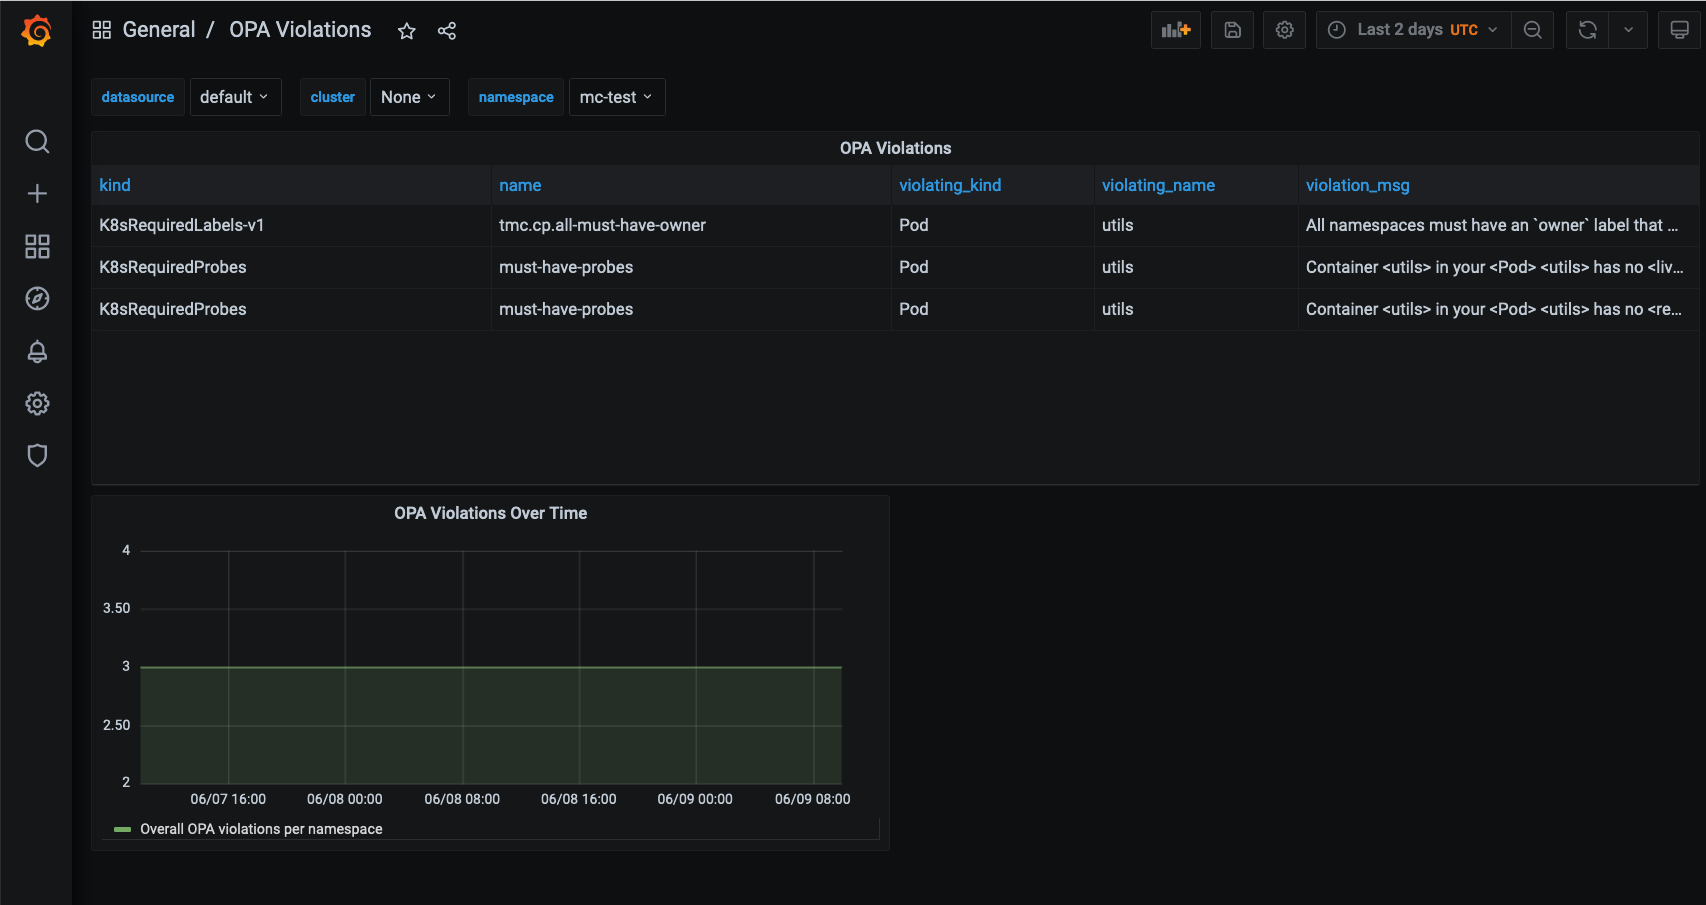 General / OPA Violations
Last 2 days UTC
datasource default cluster None namespace mc-test
OPA Violations
kind name violating_kind violating_name violation_msg
K8sRequiredLabels-v1 tmc.cp.all-must-have-owner Pod utils All namespaces must have an `owner` label that ...
K8sRequiredProbes must-have-probes Pod utils Container <utils> in your <Pod> <utils> has no <liv...
K8sRequiredProbes must-have-probes Pod utils Container <utils> in your <Pod> <utils> has no <re...
OPA Violations Over Time
4
3.50
3
2.50
2
06/07 16:00 06/08 00:00 06/08 08:00 06/08 16:00 06/09 00:00 06/09 08:00
Overall OPA violations per namespace